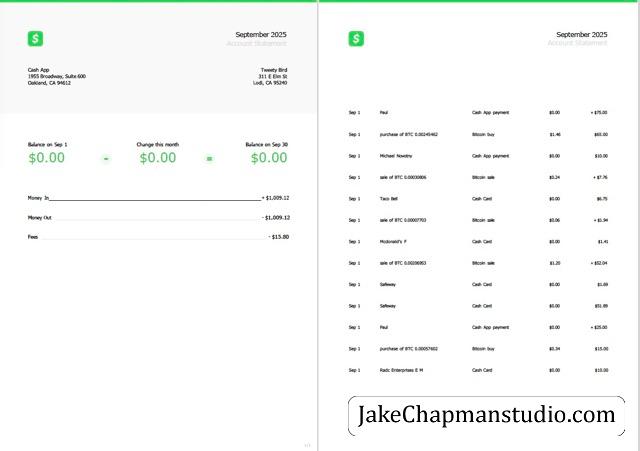 $
September 2025
Account Statement
Cash App
1955 Broadway, Suite 600
Oakland, CA 94612
Tweety Bird
311 E Elm St
Lodi, CA 95240
Balance on Sep 1
Change this month
Balance on Sep 30
$0.00 - $0.00 = $0.00
Money In + $1,009.12
Money Out - $1,009.12
Fees - $15.80
$
September 2025
Account Statement
Sep 1 Paul Cash App payment $0.00 + $75.00
Sep 1 purchase of BTC 0.00245462 Bitcoin buy $1.46 $65.00
Sep 1 Michael Nowotny Cash App payment $0.00 $10.00
Sep 1 sale of BTC 0.00030806 Bitcoin sale $0.24 + $7.76
Sep 1 Taco Bell Cash Card $0.00 $6.75
Sep 1 sale of BTC 0.00007703 Bitcoin sale $0.06 + $1.94
Sep 1 Mcdonald's F Cash Card $0.00 $1.41
Sep 1 sale of BTC 0.00206953 Bitcoin sale $1.20 + $52.04
Sep 1 Safeway Cash Card $0.00 $1.69
Sep 1 Safeway Cash Card $0.00 $51.89
Sep 1 Paul Cash App payment $0.00 + $25.00
Sep 1 purchase of BTC 0.00057602 Bitcoin buy $0.34 $15.00
Sep 1 Radc Enterprises E M Cash Card $0.00 $10.00
JakeChapmanstudio.com